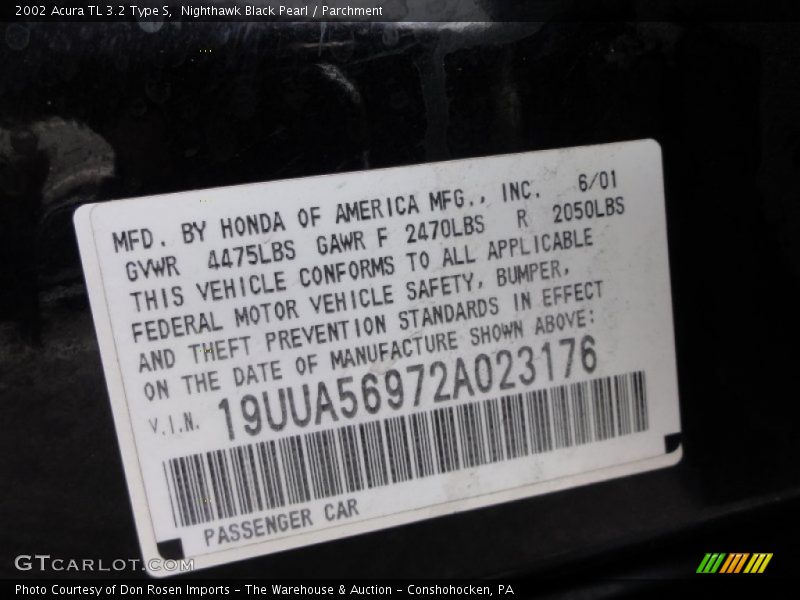 2002 Acura TL 3.2 Type S,  Nighthawk Black Pearl / Parchment
MFD. BY HONDA OF AMERICA MFG., INC. 6/01
GVWR 4475LBS GAWR F 2470LBS R 2050LBS
THIS VEHICLE CONFORMS TO ALL APPLICABLE
FEDERAL MOTOR VEHICLE SAFETY, BUMPER,
AND THEFT PREVENTION STANDARDS IN EFFECT
ON THE DATE OF MANUFACTURE SHOWN ABOVE:
V.I.N. 19UUA56972A023176
PASSENGER CAR
GTCARLOT.COM
Photo Courtesy of Don Rosen Imports - The Warehouse & Auction - Conshohocken, PA